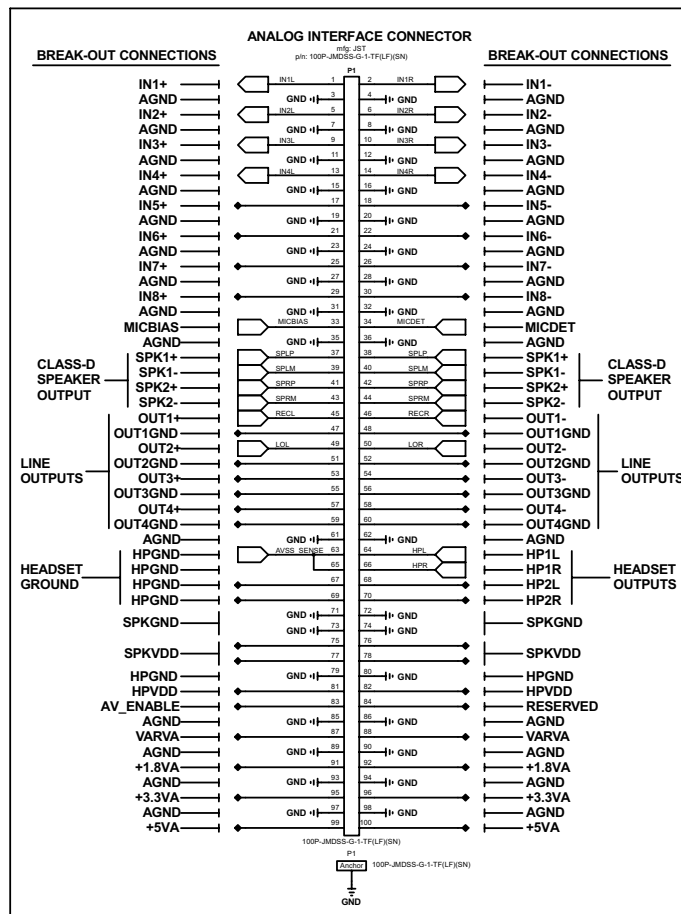 ANALOG INTERFACE CONNECTOR
mfg: JST
p/n: 100P-JMDSS-G-1-TF(LF)(SN)
BREAK-OUT CONNECTIONS BREAK-OUT CONNECTIONS
P1
IN1+ IN1L 1 2 IN1R IN1-
AGND GND 3 4 GND AGND
IN2+ IN2L 5 6 IN2R IN2-
AGND GND 7 8 GND AGND
IN3+ IN3L 9 10 IN3R IN3-
AGND GND 11 12 GND AGND
IN4+ IN4L 13 14 IN4R IN4-
AGND GND 15 16 GND AGND
IN5+ 17 18 IN5-
AGND GND 19 20 GND AGND
IN6+ 21 22 IN6-
AGND GND 23 24 GND AGND
IN7+ 25 26 IN7-
AGND GND 27 28 GND AGND
IN8+ 29 30 IN8-
AGND GND 31 32 GND AGND
MICBIAS MICBIAS 33 34 MICDET MICDET
AGND GND 35 36 GND AGND
CLASS-D SPEAKER OUTPUT
SPK1+ SPLP 37 38 SPLP SPK1+
SPK1- SPLM 39 40 SPLM SPK1-
SPK2+ SPRP 41 42 SPRP SPK2+
SPK2- SPRM 43 44 SPRM SPK2-
CLASS-D SPEAKER OUTPUT
LINE OUTPUTS
OUT1+ RECL 45 46 RECR OUT1-
OUT1GND 47 48 OUT1GND
OUT2+ LOL 49 50 LOR OUT2-
OUT2GND 51 52 OUT2GND
OUT3+ 53 54 OUT3-
OUT3GND 55 56 OUT3GND
OUT4+ 57 58 OUT4-
OUT4GND 59 60 OUT4GND
LINE OUTPUTS
AGND GND 61 62 GND AGND
HEADSET GROUND
HPGND AVSS_SENSE 63 64 HPL HP1L
HPGND 65 66 HPR HP1R
HPGND 67 68 HP2L
HPGND 69 70 HP2R
HEADSET OUTPUTS
SPKGND GND 71 72 GND SPKGND
GND 73 74 GND
SPKVDD 75 76 SPKVDD
77 78
HPGND GND 79 80 GND HPGND
HPVDD 81 82 HPVDD
AV_ENABLE 83 84 RESERVED
AGND GND 85 86 GND AGND
VARVA 87 88 VARVA
AGND GND 89 90 GND AGND
+1.8VA 91 92 +1.8VA
AGND GND 93 94 GND AGND
+3.3VA 95 96 +3.3VA
AGND GND 97 98 GND AGND
+5VA 99 100 +5VA
100P-JMDSS-G-1-TF(LF)(SN)
P1
Anchor 100P-JMDSS-G-1-TF(LF)(SN)
GND